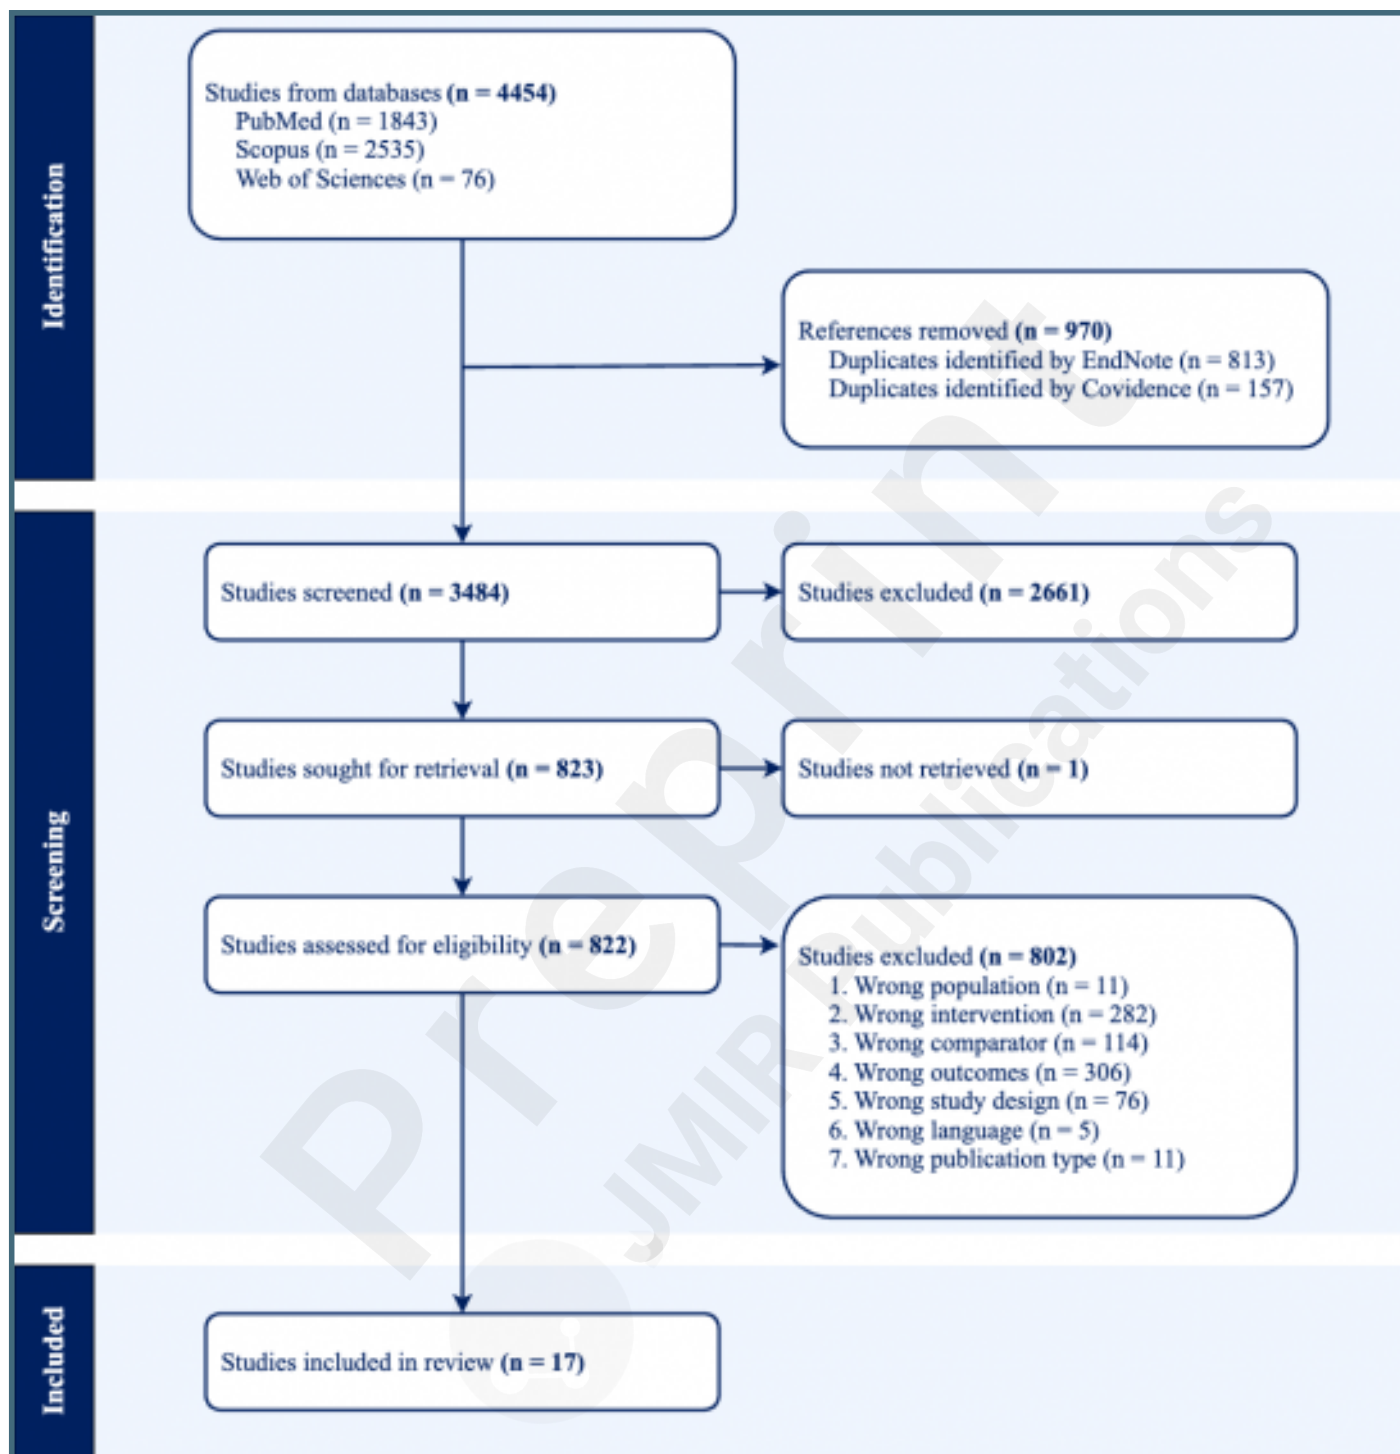 Identification
Studies from databases (n = 4454)
PubMed (n = 1843)
Scopus (n = 2535)
Web of Sciences (n = 76)
References removed (n = 970)
Duplicates identified by EndNote (n = 813)
Duplicates identified by Covidence (n = 157)
Screening
Studies screened (n = 3484)
Studies excluded (n = 2661)
Studies sought for retrieval (n = 823)
Studies not retrieved (n = 1)
Studies assessed for eligibility (n = 822)
Studies excluded (n = 802)
1. Wrong population (n = 11)
2. Wrong intervention (n = 282)
3. Wrong comparator (n = 114)
4. Wrong outcomes (n = 306)
5. Wrong study design (n = 76)
6. Wrong language (n = 5)
7. Wrong publication type (n = 11)
Included
Studies included in review (n = 17)
Preprint
JMIR Publications